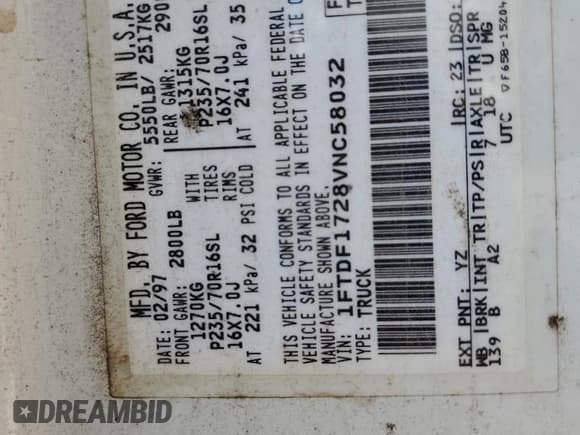 MFD. BY FORD MOTOR CO. IN U.S.A.
DATE: 02/97 GVWR: 5550LB/ 2517KG
FRONT GAWR: 2800LB REAR GAWR: 290
1270KG WITH 1315KG
P235/70R16SL TIRES P235/70R16SL
16X7.0J RIMS 16X7.0J
AT 221 kPa/ 32 PSI COLD AT 241 kPa/ 35
THIS VEHICLE CONFORMS TO ALL APPLICABLE FEDERAL
VEHICLE SAFETY STANDARDS IN EFFECT ON THE DATE O
MANUFACTURE SHOWN ABOVE.
VIN: 1FTDF1728VNC58032
TYPE: TRUCK
EXT PNT: YZ RC: 23 DSO:
WB BRK INT TR TP/PS R AXLE TR SPR
139 B A2 7 18 U MG
UTC
DREAMBID